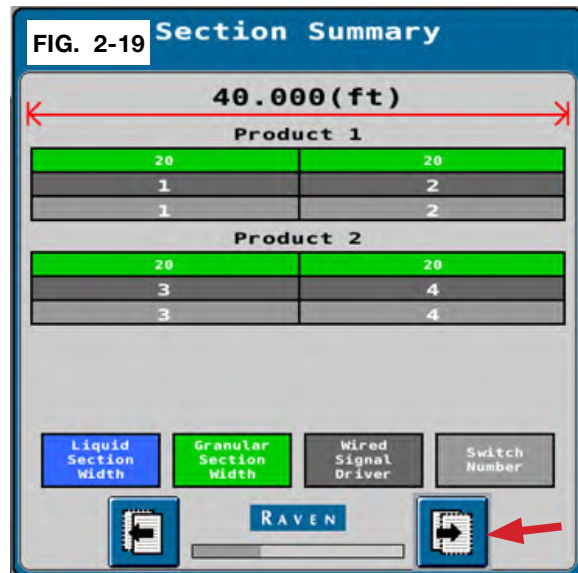 FIG. 2-19
Section Summary
40.000(ft)
Product 1
20 20
1 2
1 2
Product 2
20 20
3 4
3 4
Liquid Section Width
Granular Section Width
Wired Signal Driver
Switch Number
RAVEN